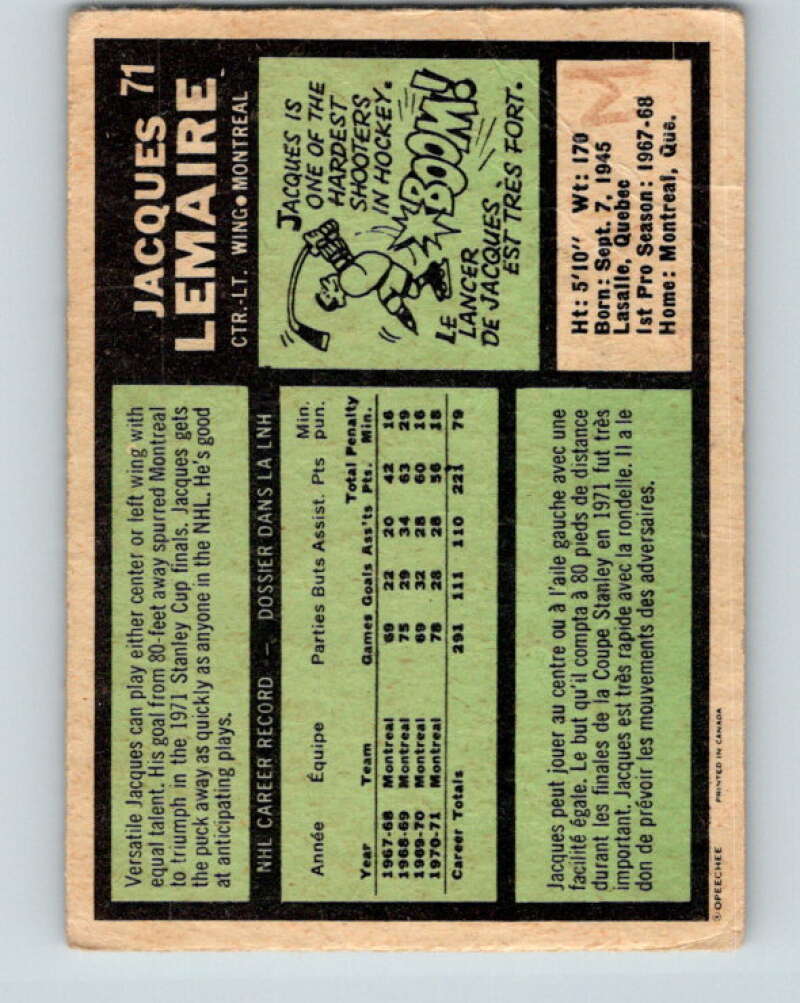 JACQUES 71
LEMAIRE
CTR.-LT. WING•MONTREAL
JACQUES IS
ONE OF THE
HARDEST
SHOOTERS
IN HOCKEY.
BOOM!
LE
LANCER
DE JACQUES
EST TRÈS FORT.
M
Ht: 5'10" Wt: 170
Born: Sept. 7, 1945
Lasalle, Quebec
1st Pro Season: 1967-68
Home: Montreal, Que.
Versatile Jacques can play either center or left wing with
equal talent. His goal from 80-feet away spurred Montreal
to triumph in the 1971 Stanley Cup finals. Jacques gets
the puck away as quickly as anyone in the NHL. He's good
at anticipating plays.
NHL CAREER RECORD — DOSSIER DANS LA LNH
Année Équipe Parties Buts Assist. Pts Min. pun.
Year Team Games Goals Ass'ts Total Pts. Penalty Min.
1967-68 Montreal 69 22 20 42 16
1968-69 Montreal 75 29 34 63 29
1969-70 Montreal 69 32 28 60 16
1970-71 Montreal 78 28 28 56 18
Career Totals 291 111 110 221 79
Jacques peut jouer au centre ou à l'aile gauche avec une
facilité égale. Le but qu'il compta à 80 pieds de distance
durant les finales de la Coupe Stanley en 1971 fut très
important. Jacques est très rapide avec la rondelle. Il a le
don de prévoir les mouvements des adversaires.
OPEECHEE PRINTED IN CANADA